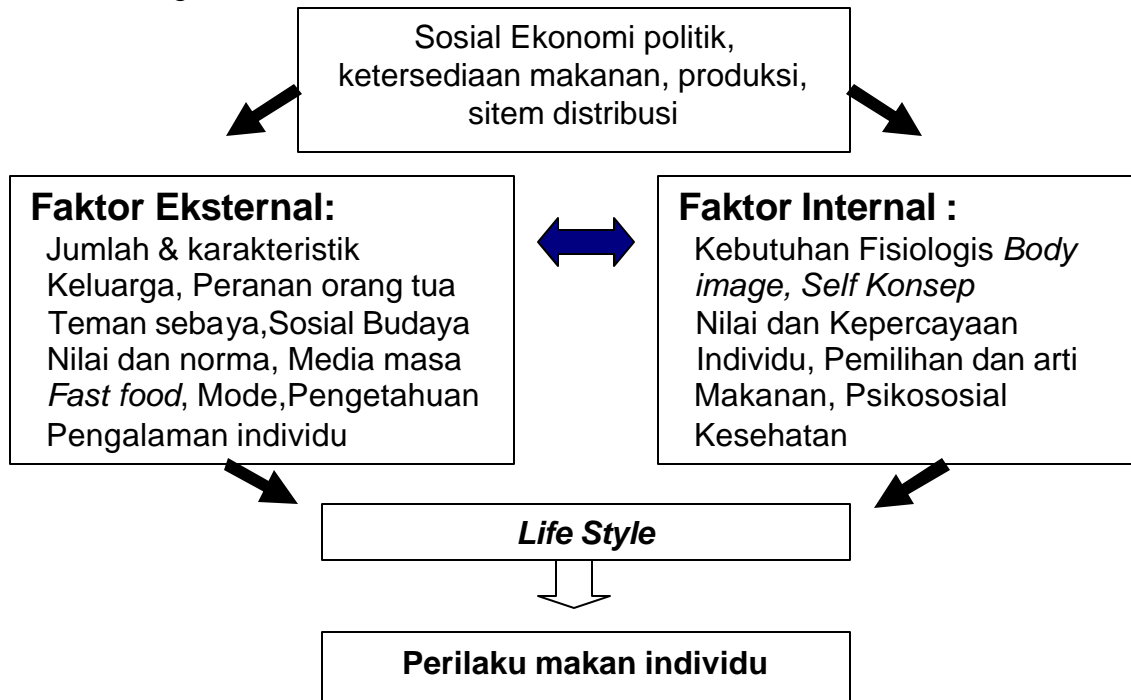 Sosial Ekonomi politik,
ketersediaan makanan, produksi,
sitem distribusi
Faktor Eksternal:
Jumlah & karakteristik
Keluarga, Peranan orang tua
Teman sebaya,Sosial Budaya
Nilai dan norma, Media masa
Fast food, Mode,Pengetahuan
Pengalaman individu
Faktor Internal :
Kebutuhan Fisiologis Body
image, Self Konsep
Nilai dan Kepercayaan
Individu, Pemilihan dan arti
Makanan, Psikososial
Kesehatan
Life Style
Perilaku makan individu